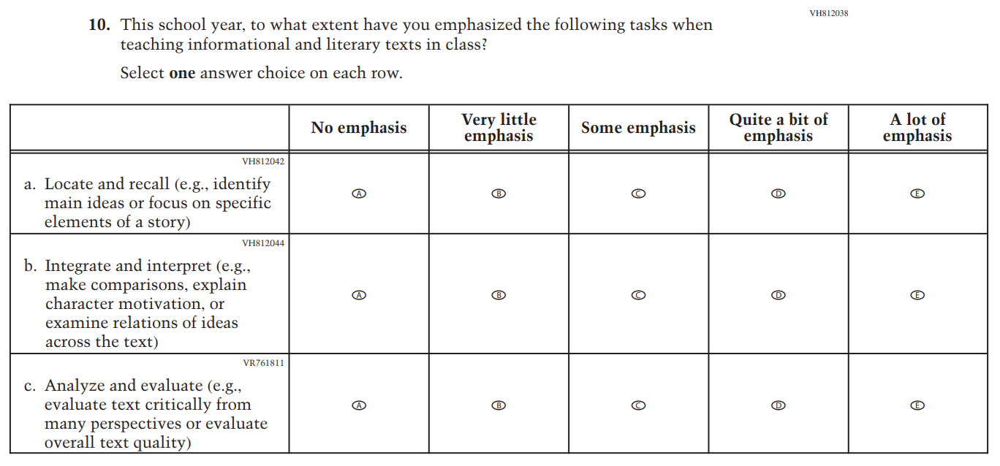 VH812038
10. This school year, to what extent have you emphasized the following tasks when
teaching informational and literary texts in class?
Select one answer choice on each row.
No emphasis
Very little
emphasis
Some emphasis
Quite a bit of
emphasis
A lot of
emphasis
VH812042
a. Locate and recall (e.g., identify
main ideas or focus on specific
elements of a story)
A B C D E
VH812044
b. Integrate and interpret (e.g.,
make comparisons, explain
character motivation, or
examine relations of ideas
across the text)
A B C D E
VR761811
c. Analyze and evaluate (e.g.,
evaluate text critically from
many perspectives or evaluate
overall text quality)
A B C D E